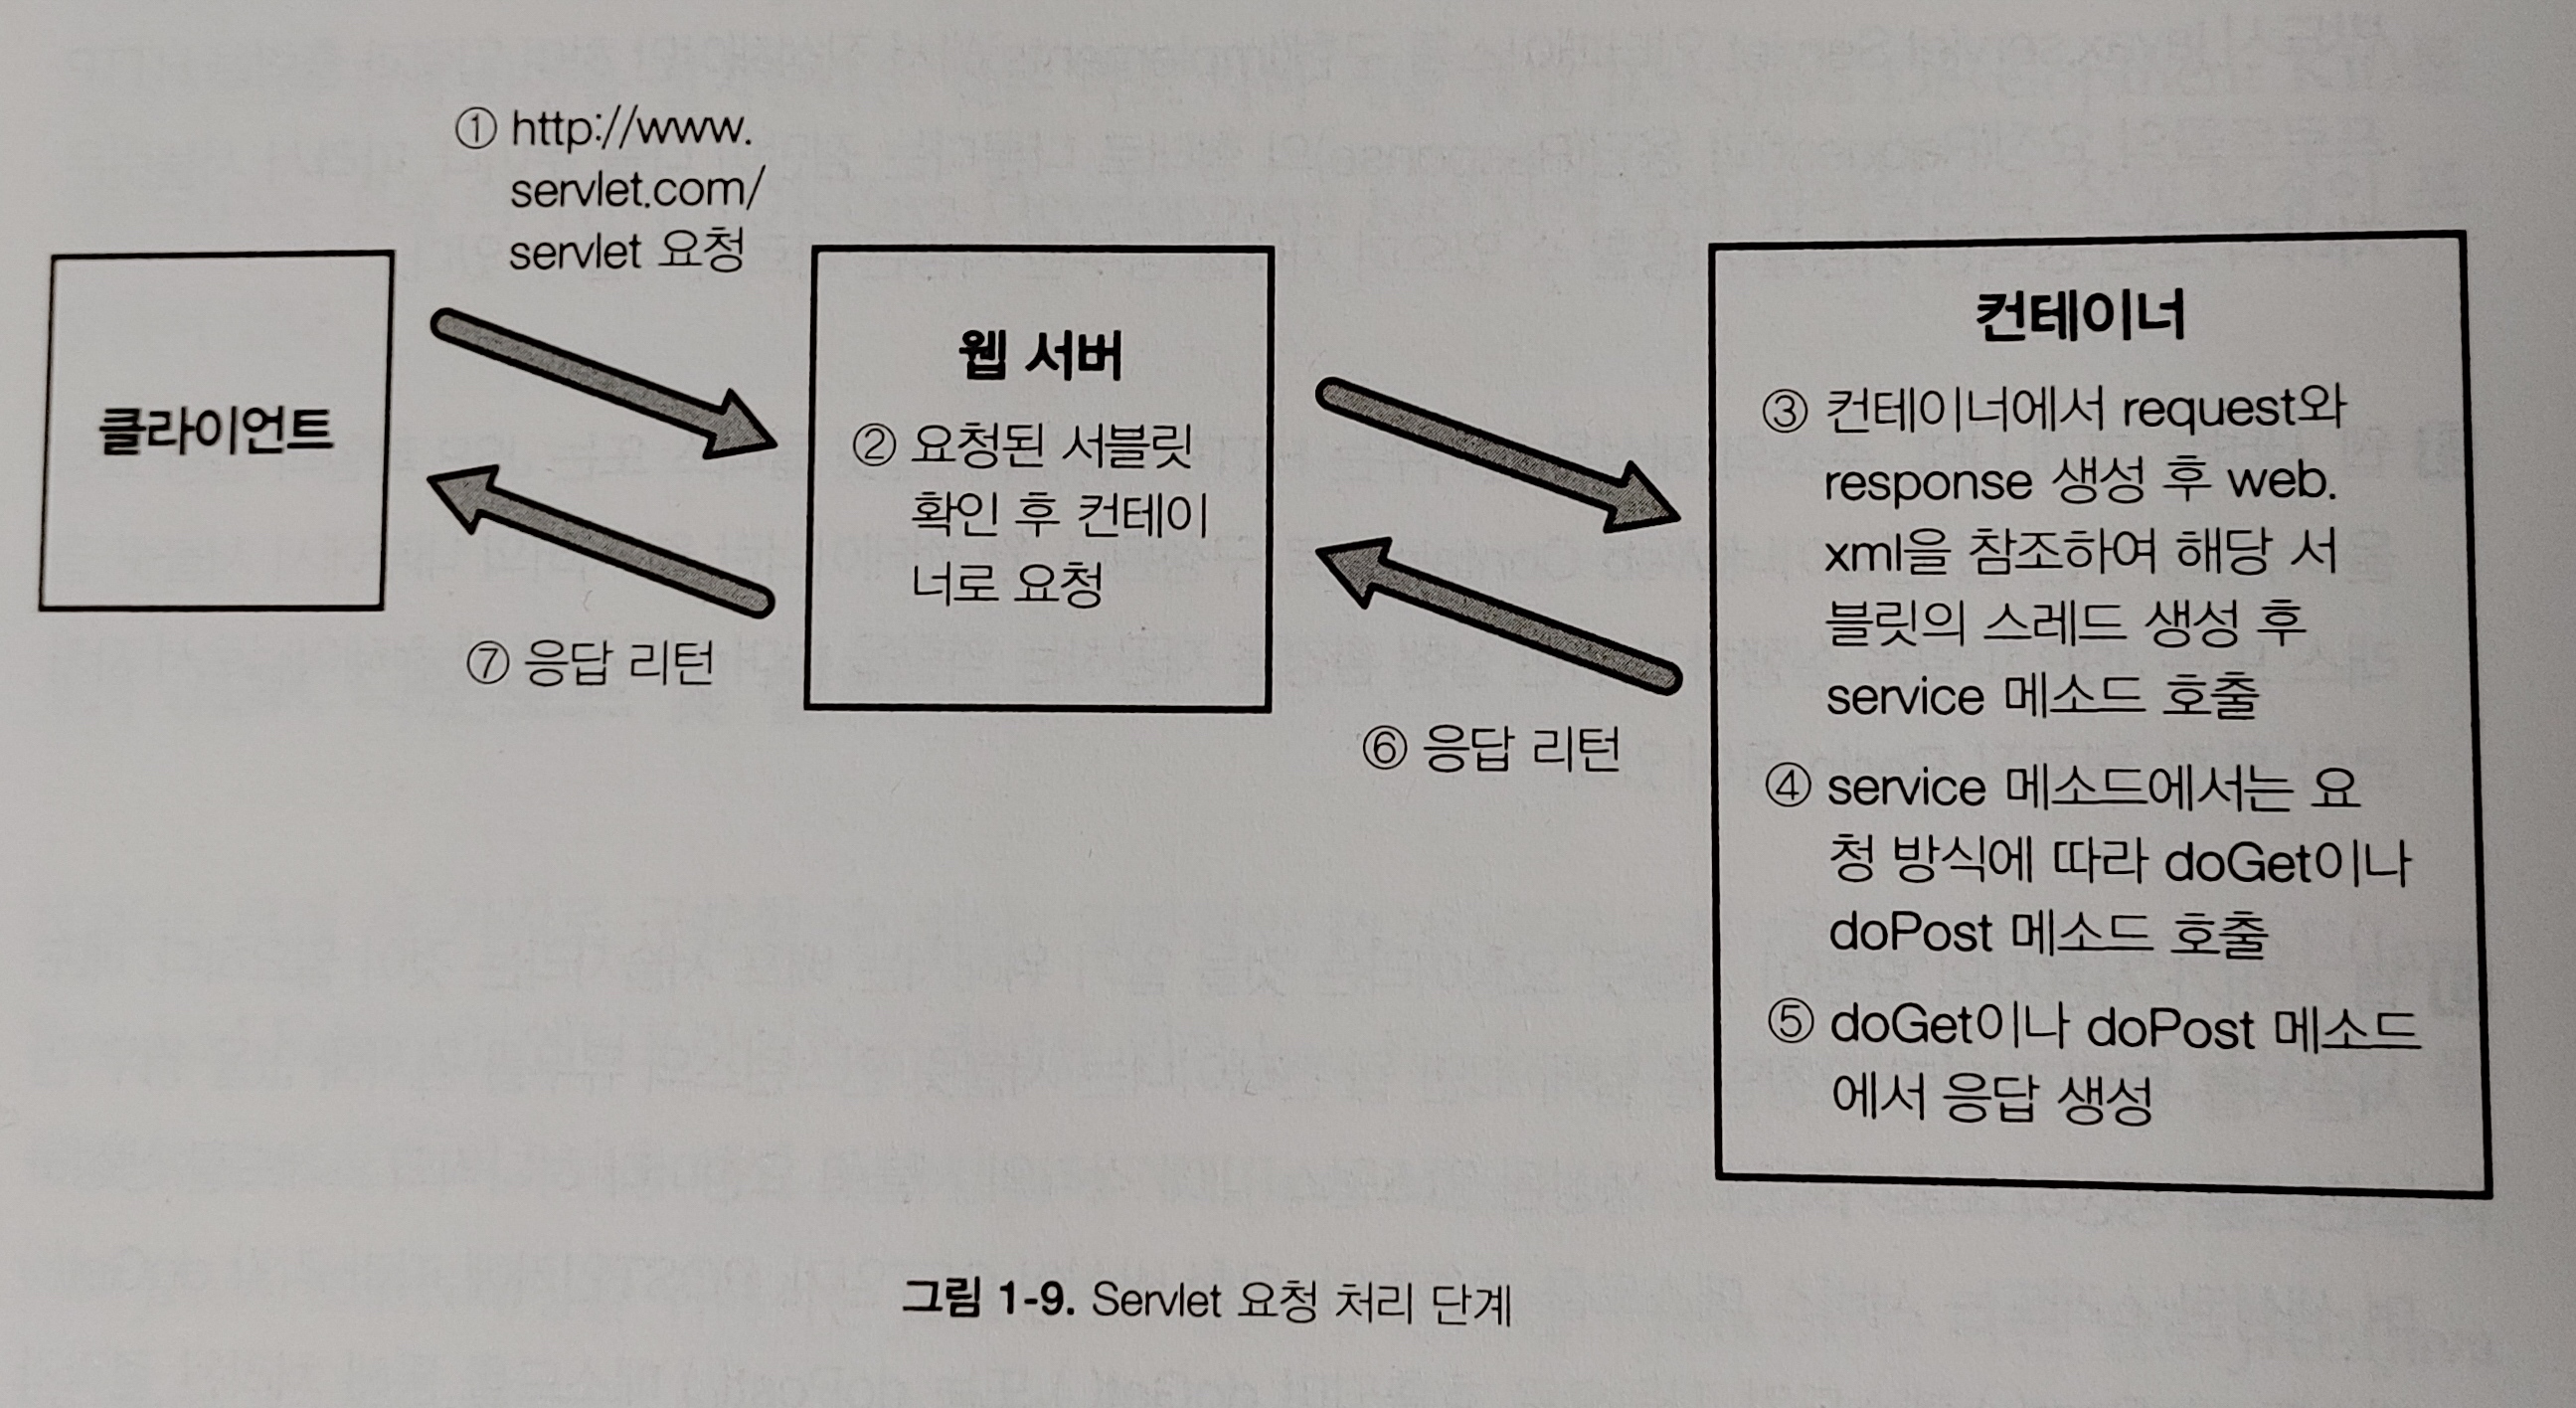 ① http://www.
servlet.com/
servlet 요청
클라이언트
웹 서버
② 요청된 서블릿
확인 후 컨테이
너로 요청
컨테이너
③ 컨테이너에서 request와
response 생성 후 web.
xml을 참조하여 해당 서
블릿의 스레드 생성 후
service 메소드 호출
④ service 메소드에서는 요
청 방식에 따라 doGet이나
doPost 메소드 호출
⑤ doGet이나 doPost 메소드
에서 응답 생성
⑥ 응답 리턴
⑦ 응답 리턴
그림 1-9. Servlet 요청 처리 단계